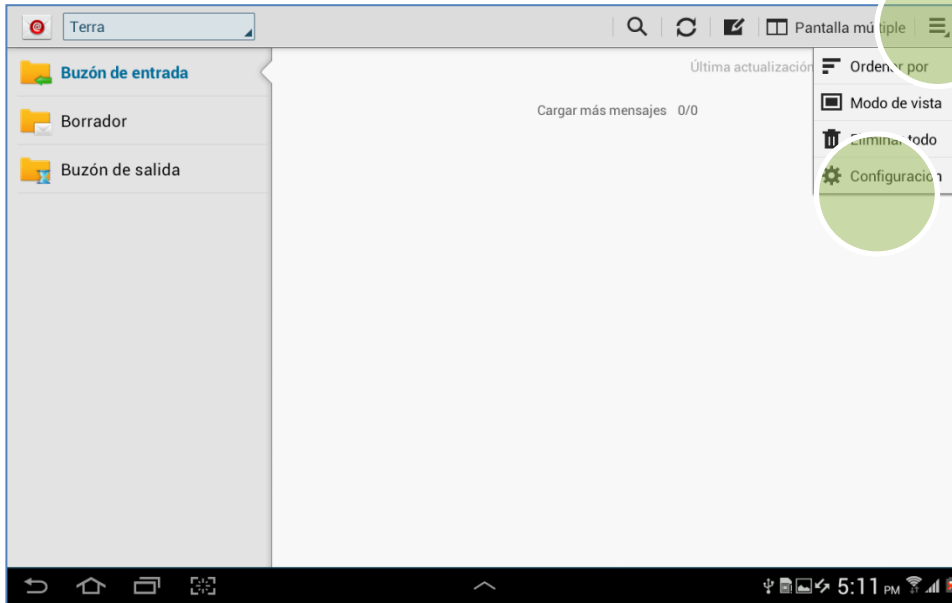 Terra
Pantalla múltiple
Buzón de entrada
Borrador
Buzón de salida
Última actualización
Cargar más mensajes 0/0
Ordenar por
Modo de vista
Eliminar todo
Configuración
5:11 PM